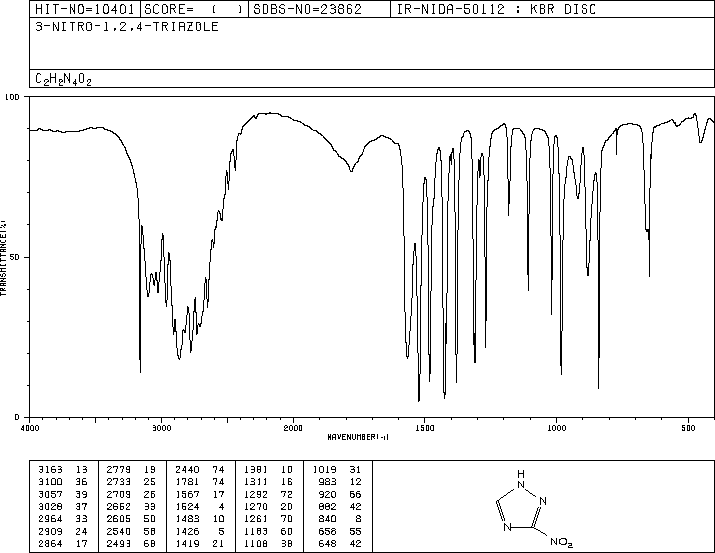 HIT-NO=10401 SCORE= ( ) SDBS-NO=23862 IR-NIDA-50112 : KBR DISC
3-NITRO-1,2,4-TRIAZOLE
C2H2N4O2
100
50
0
TRANSMITTANCE(%)
4000 3000 2000 1500 1000 500
WAVENUMBER(-1)
3163 13 2779 19 2440 74 1381 10 1019 31
3100 36 2733 25 1781 74 1311 16 983 12
3057 39 2709 26 1567 17 1292 72 920 66
3028 37 2652 33 1524 4 1270 20 882 42
2964 33 2605 50 1483 10 1261 70 840 8
2909 24 2540 58 1426 5 1183 60 658 55
2864 17 2493 68 1419 21 1108 38 648 42
H
N
N
N
NO2